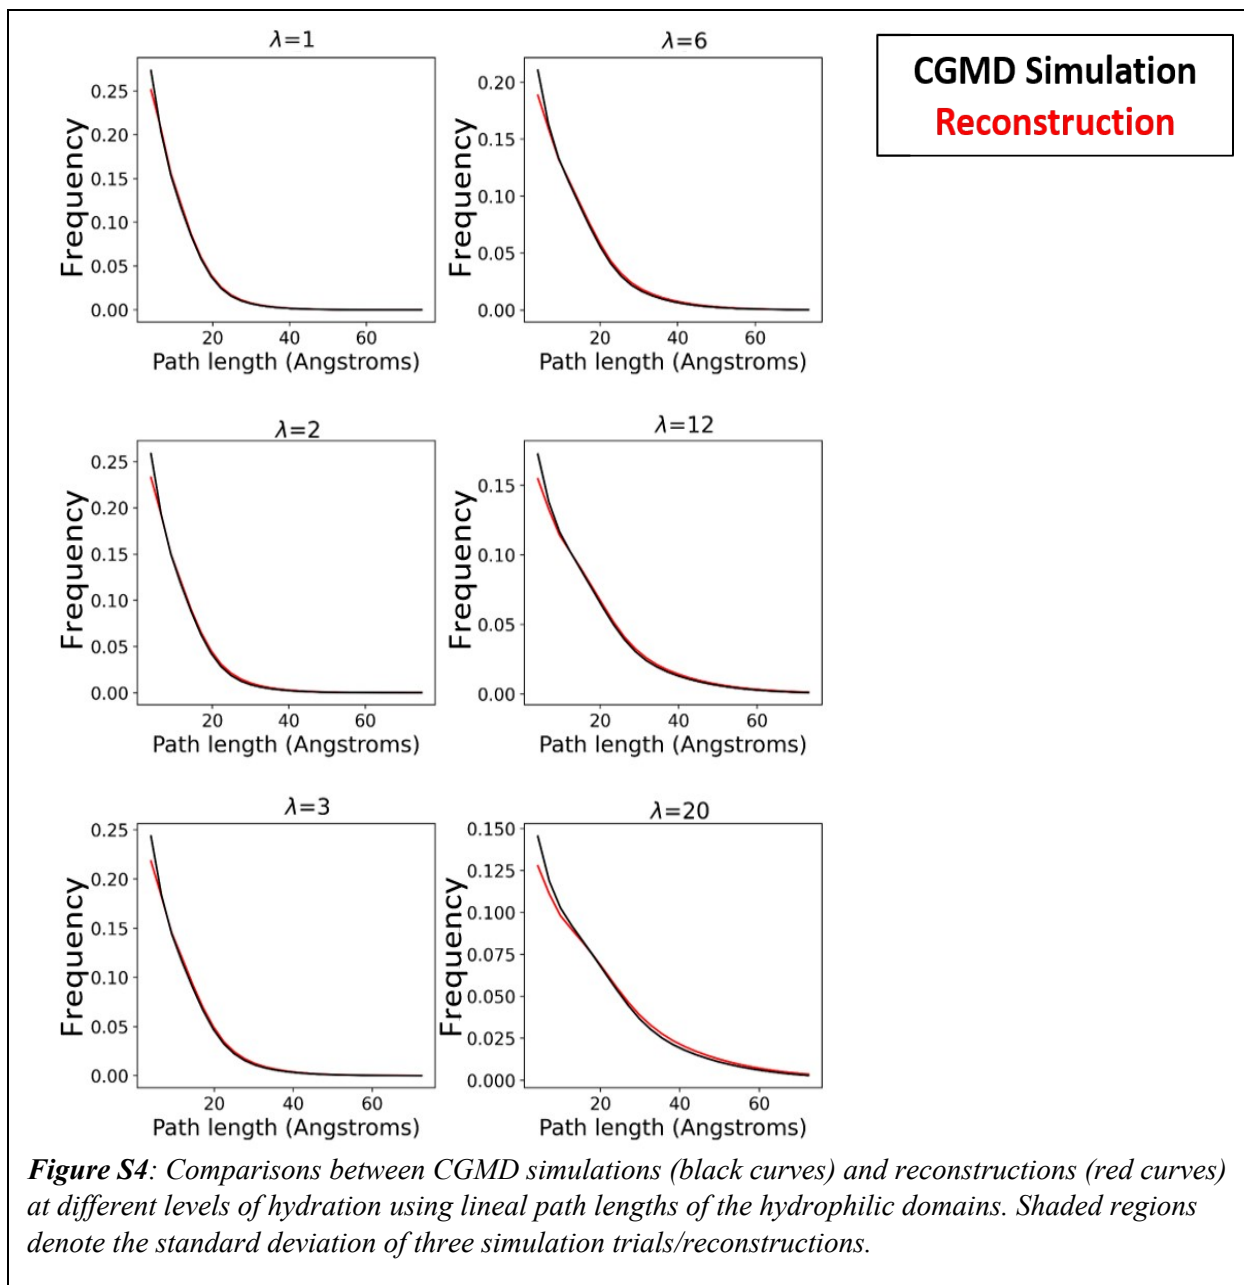 λ=1
0.25
0.20
0.15
0.10
0.05
0.00
Frequency
20 40 60
Path length (Angstroms)
λ=6
0.20
0.15
0.10
0.05
0.00
Frequency
20 40 60
Path length (Angstroms)
CGMD Simulation
Reconstruction
λ=2
0.25
0.20
0.15
0.10
0.05
0.00
Frequency
20 40 60
Path length (Angstroms)
λ=12
0.15
0.10
0.05
0.00
Frequency
20 40 60
Path length (Angstroms)
λ=3
0.25
0.20
0.15
0.10
0.05
0.00
Frequency
20 40 60
Path length (Angstroms)
λ=20
0.150
0.125
0.100
0.075
0.050
0.025
0.000
Frequency
20 40 60
Path length (Angstroms)
Figure S4: Comparisons between CGMD simulations (black curves) and reconstructions (red curves)
at different levels of hydration using lineal path lengths of the hydrophilic domains. Shaded regions
denote the standard deviation of three simulation trials/reconstructions.